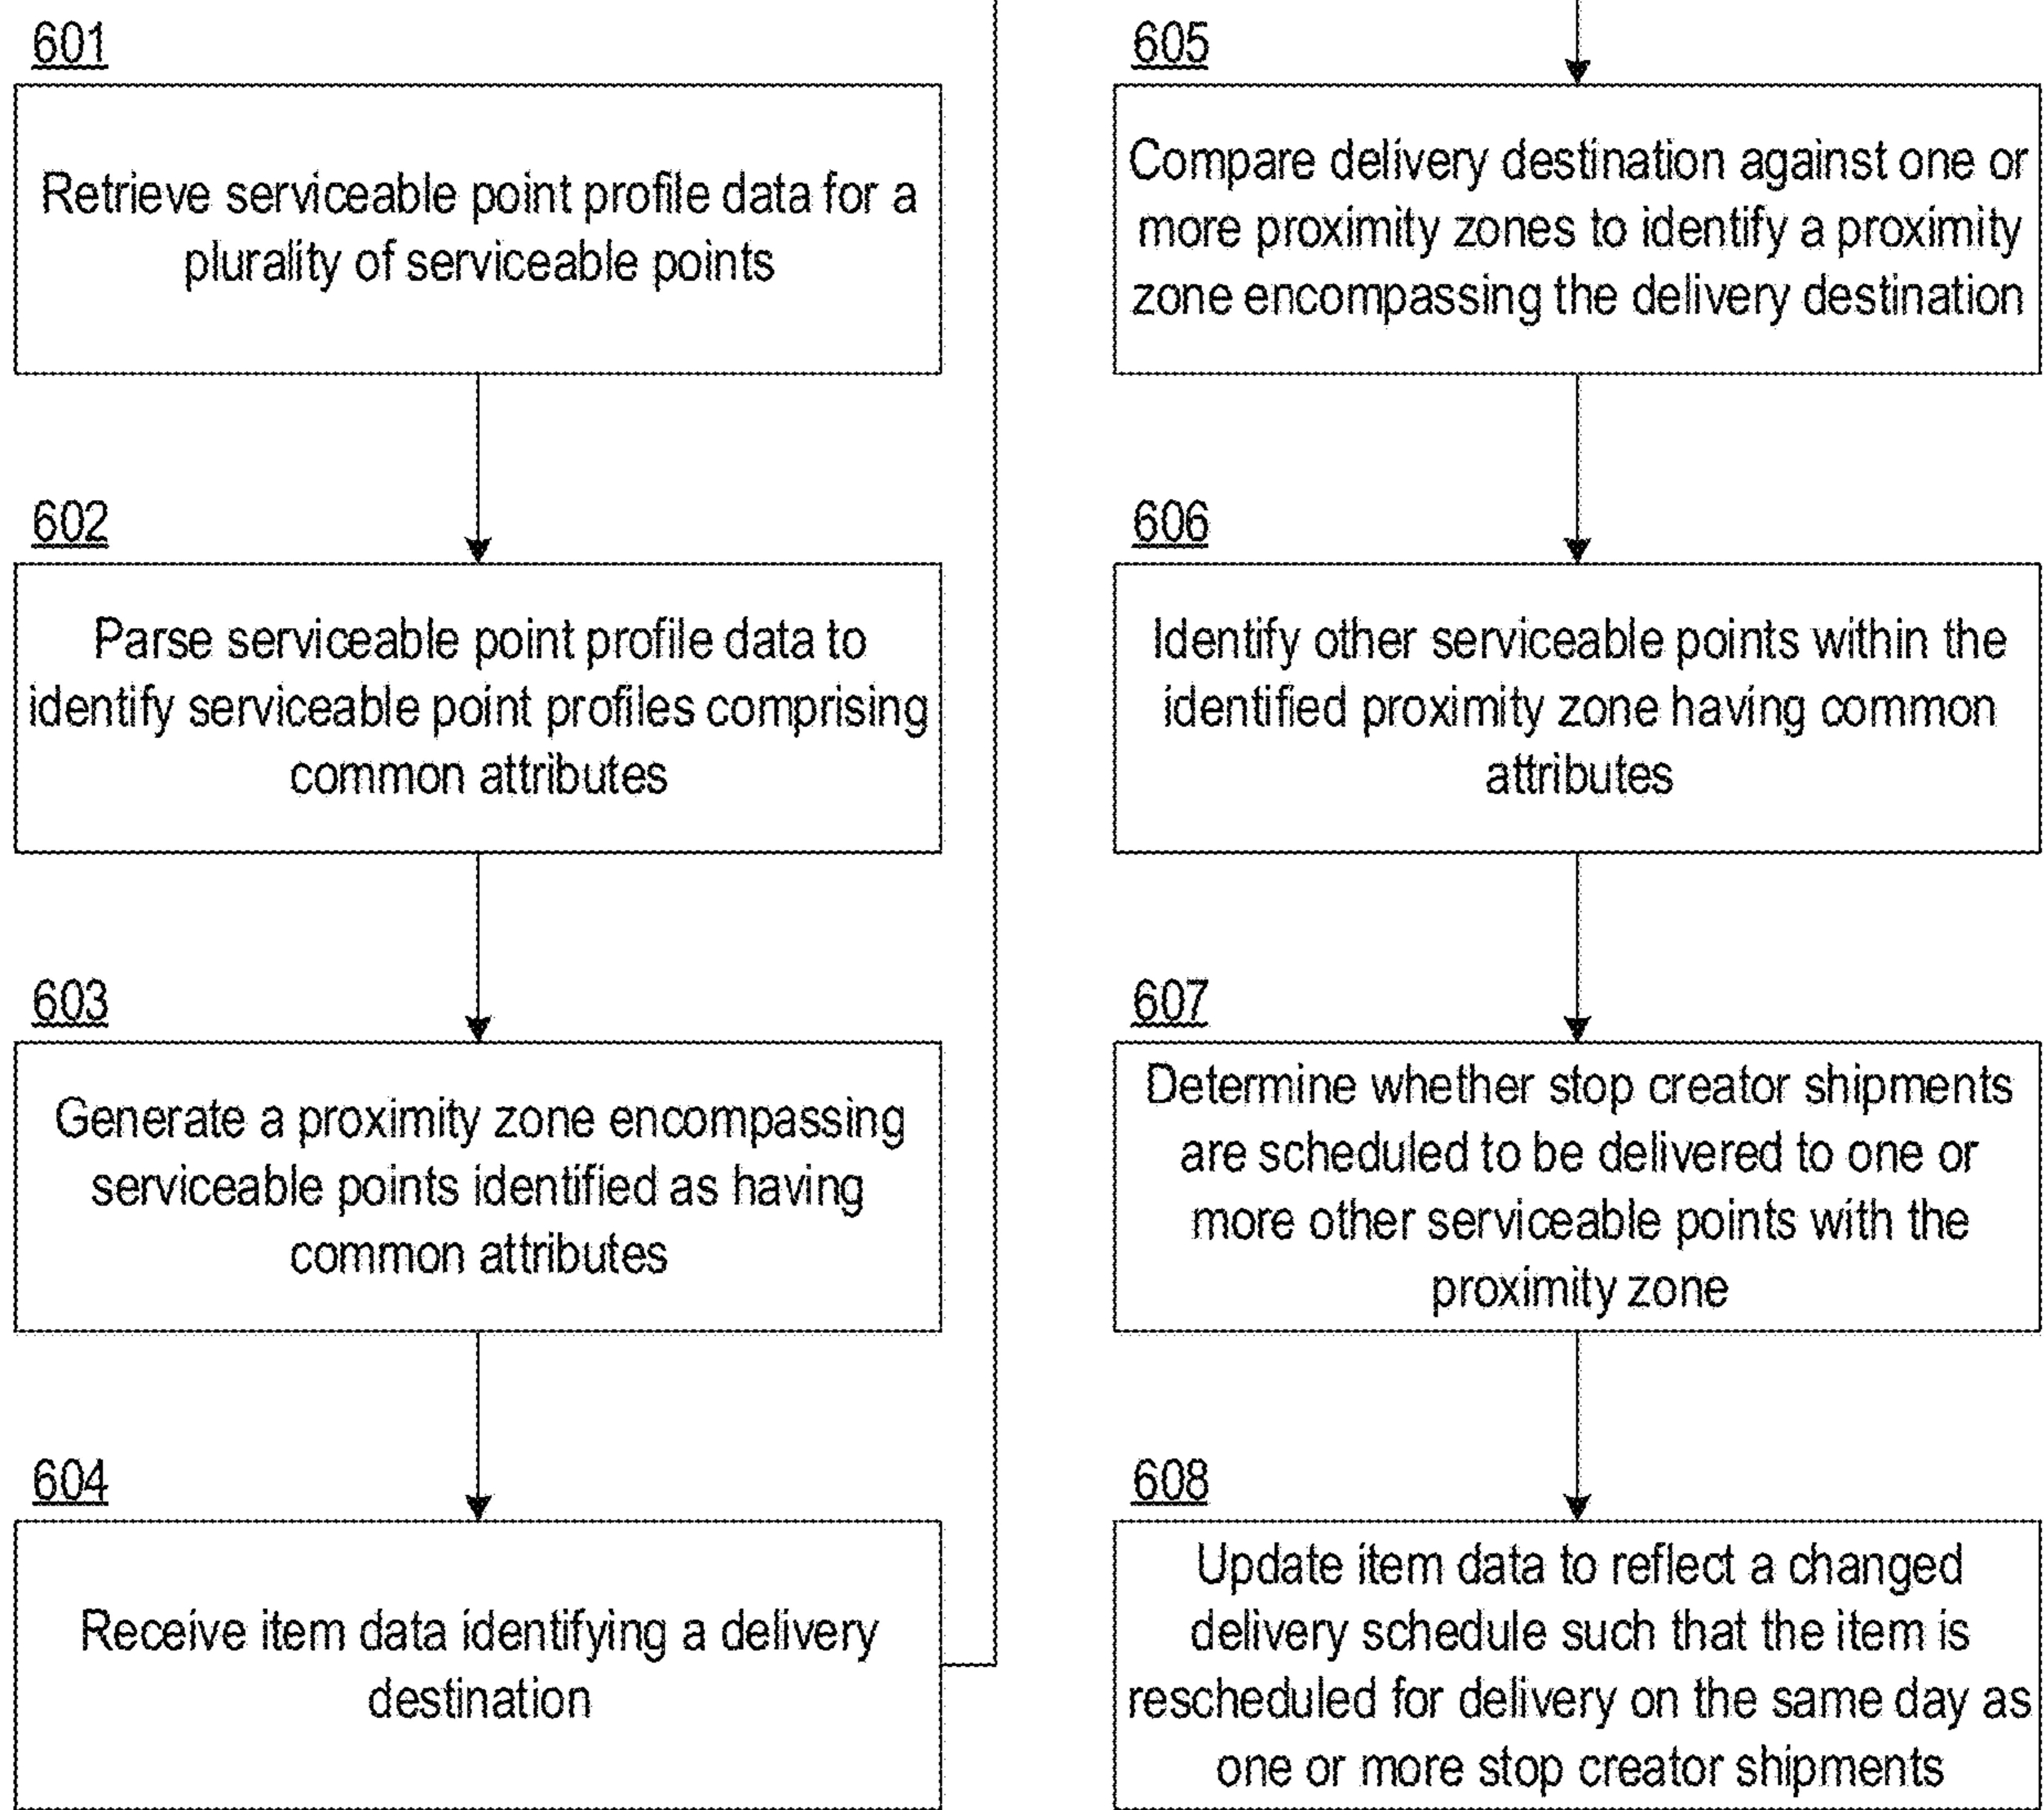 601
Retrieve serviceable point profile data for a
plurality of serviceable points
602
Parse serviceable point profile data to
identify serviceable point profiles comprising
common attributes
603
Generate a proximity zone encompassing
serviceable points identified as having
common attributes
604
Receive item data identifying a delivery
destination
605
Compare delivery destination against one or
more proximity zones to identify a proximity
zone encompassing the delivery destination
606
Identify other serviceable points within the
identified proximity zone having common
attributes
607
Determine whether stop creator shipments
are scheduled to be delivered to one or
more other serviceable points with the
proximity zone
608
Update item data to reflect a changed
delivery schedule such that the item is
rescheduled for delivery on the same day as
one or more stop creator shipments